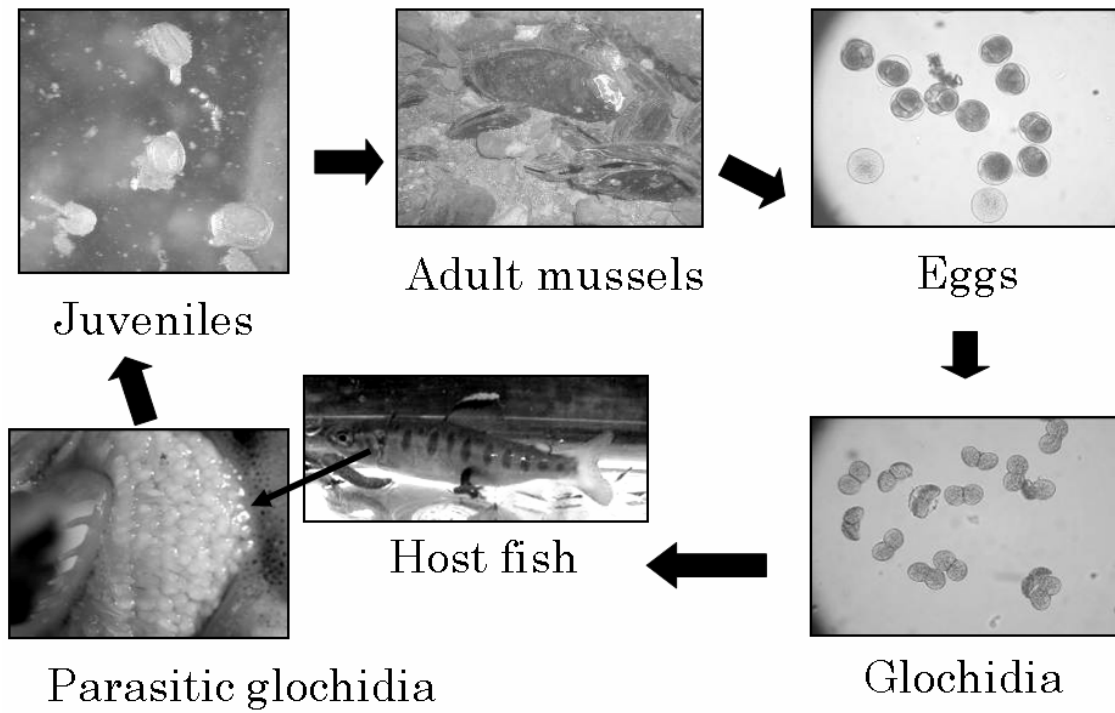 Juveniles
Adult mussels
Eggs
Host fish
Parasitic glochidia
Glochidia